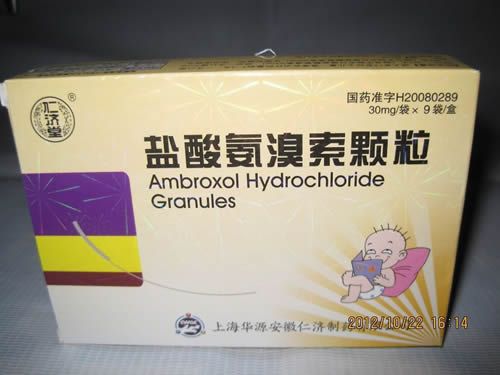 仁济堂
®
国药准字H20080289
30mg/袋×9袋/盒
盐酸氨溴索颗粒
Ambroxol Hydrochloride
Granules
上海华源安徽仁济制药
2012/10/22 16:14